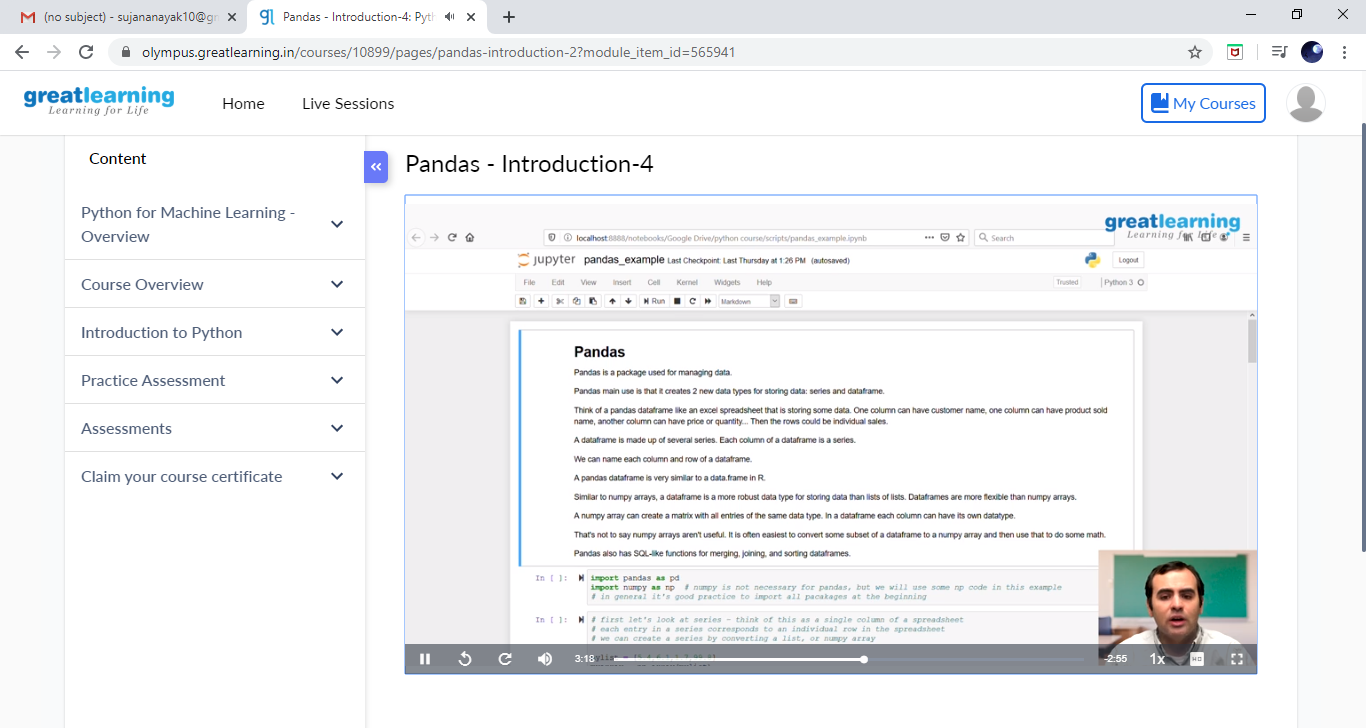 (no subject) - sujananayak10@gr
Pandas - Introduction-4: Pyth
olympus.greatlearning.in/courses/10899/pages/pandas-introduction-2?module_item_id=565941
greatlearning
Learning for Life
Home
Live Sessions
My Courses
Content
Python for Machine Learning -
Overview
Course Overview
Introduction to Python
Practice Assessment
Assessments
Claim your course certificate
Pandas - Introduction-4
greatlearning
Learning for Life
localhost:8888/notebooks/Google Drive/python course/scripts/pandas_example.ipynb
Search
jupyter pandas_example Last Checkpoint: Last Thursday at 1:26 PM (autosaved)
Logout
File Edit View Insert Cell Kernel Widgets Help
Trusted
Python 3
Run
Markdown
Pandas
Pandas is a package used for managing data.
Pandas main use is that it creates 2 new data types for storing data: series and dataframe.
Think of a pandas dataframe like an excel spreadsheet that is storing some data. One column can have customer name, one column can have product sold
name, another column can have price or quantity... Then the rows could be individual sales.
A dataframe is made up of several series. Each column of a dataframe is a series.
We can name each column and row of a dataframe.
A pandas dataframe is very similar to a data.frame in R.
Similar to numpy arrays, a dataframe is a more robust data type for storing data than lists of lists. Dataframes are more flexible than numpy arrays.
A numpy array can create a matrix with all entries of the same data type. In a dataframe each column can have its own datatype.
That's not to say numpy arrays aren't useful. It is often easiest to convert some subset of a dataframe to a numpy array and then use that to do some math.
Pandas also has SQL-like functions for merging, joining, and sorting dataframes.
In [ ]: import pandas as pd
import numpy as np # numpy is not necessary for pandas, but we will use some np code in this example
# in general it's good practice to import all pacakages at the beginning
In [ ]: # first let's look at series - think of this as a single column of a spreadsheet
# each entry in a series corresponds to an individual row in the spreadsheet
# we can create a series by converting a list, or numpy array
3:18
-2:55
1x
HD